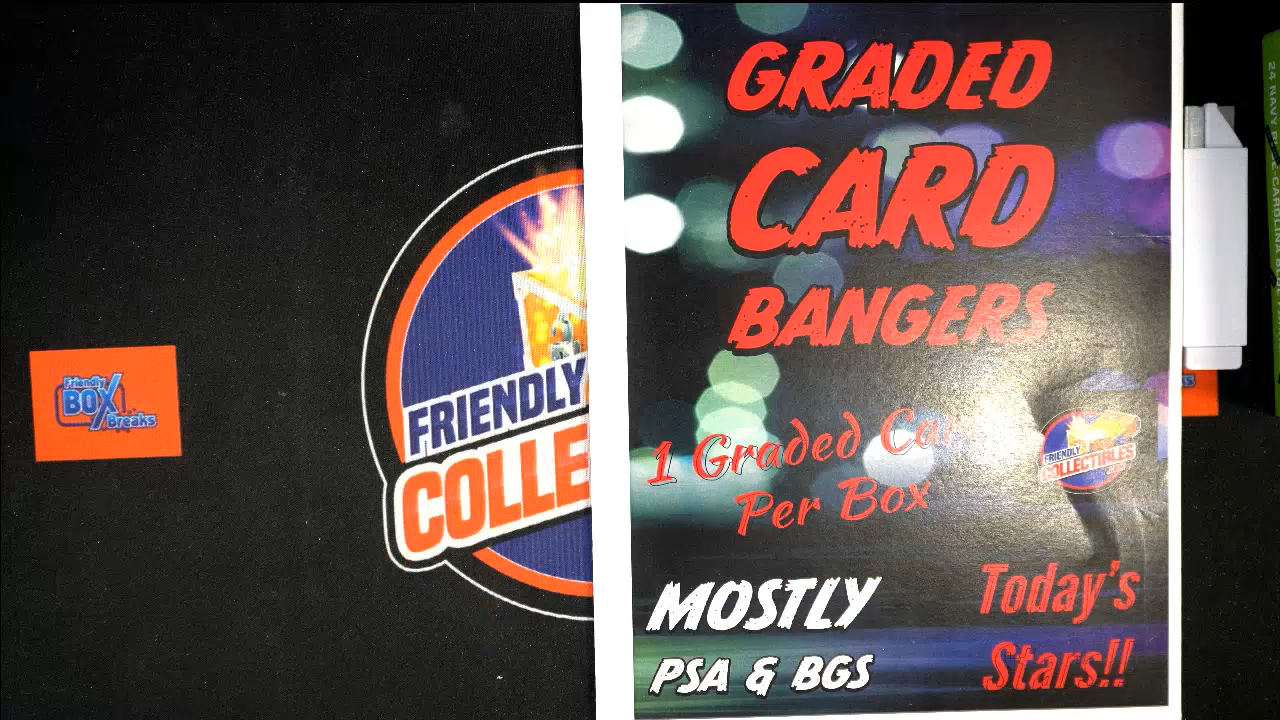 Friendly
BOX
Breaks
FRIENDLY
COLLE
GRADED
CARD
BANGERS
1 Graded
Per Box
FRIENDLY
COLLECTIBLES
MOSTLY
PSA & BGS
Today's
Stars!!